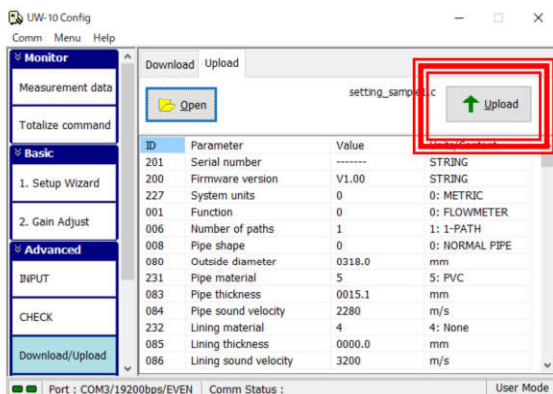 UW-10 Config
Comm Menu Help
Monitor
Measurement data
Totalize command
Basic
1. Setup Wizard
2. Gain Adjust
Advanced
INPUT
CHECK
Download/Upload
Download Upload
Open
setting_sample1.c
Upload
ID Parameter Value Units/Content
201 Serial number ------- STRING
200 Firmware version V1.00 STRING
227 System units 0 0: METRIC
001 Function 0 0: FLOWMETER
006 Number of paths 1 1: 1-PATH
008 Pipe shape 0 0: NORMAL PIPE
080 Outside diameter 0318.0 mm
231 Pipe material 5 5: PVC
083 Pipe thickness 0015.1 mm
084 Pipe sound velocity 2280 m/s
232 Lining material 4 4: None
085 Lining thickness 0000.0 mm
086 Lining sound velocity 3200 m/s
Port : COM3/19200bps/EVEN Comm Status : User Mode